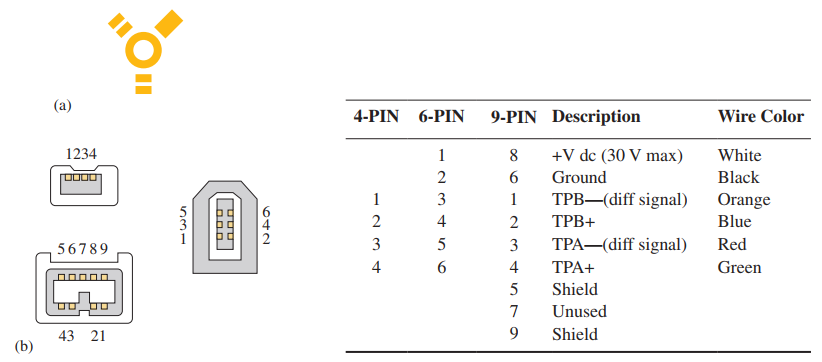 (a)
1234
5 6
3 4
1 2
56789
43 21
(b)
4-PIN 6-PIN 9-PIN Description Wire Color
1 8 +V dc (30 V max) White
2 6 Ground Black
1 3 1 TPB—(diff signal) Orange
2 4 2 TPB+ Blue
3 5 3 TPA—(diff signal) Red
4 6 4 TPA+ Green
5 Shield
7 Unused
9 Shield